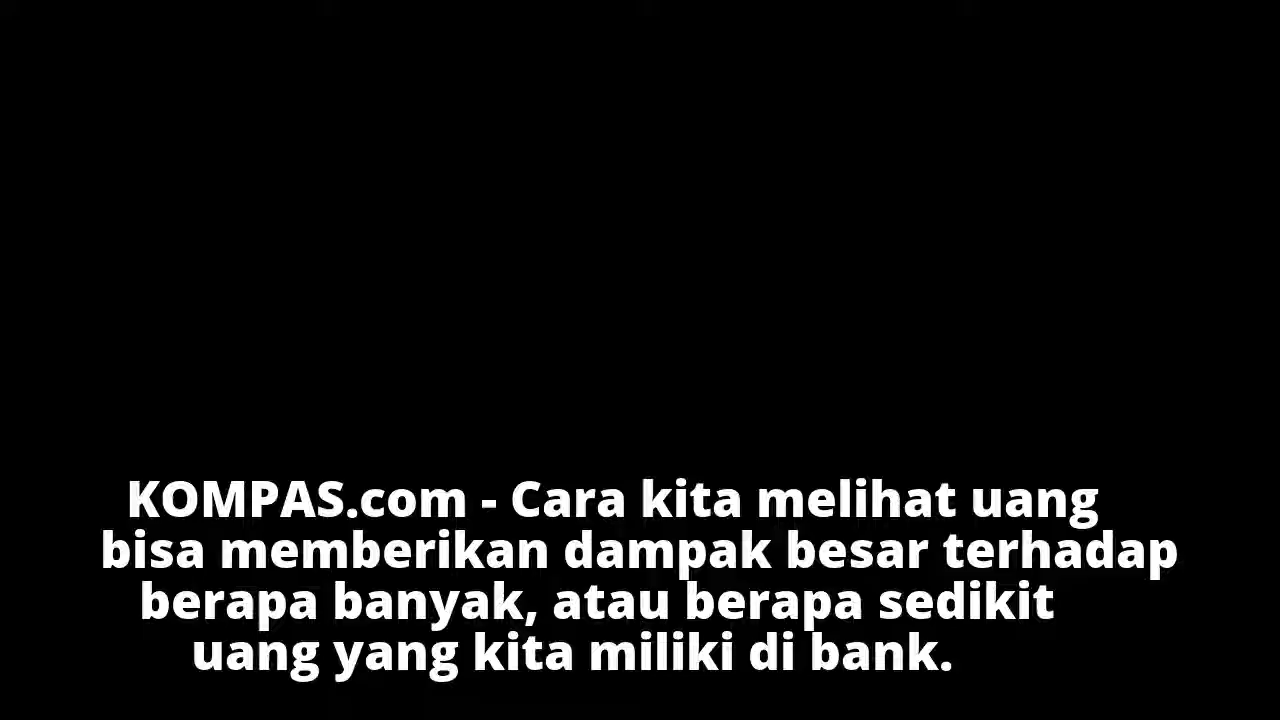 KOMPAS.com - Cara kita melihat uang
bisa memberikan dampak besar terhadap
berapa banyak, atau berapa sedikit
uang yang kita miliki di bank.